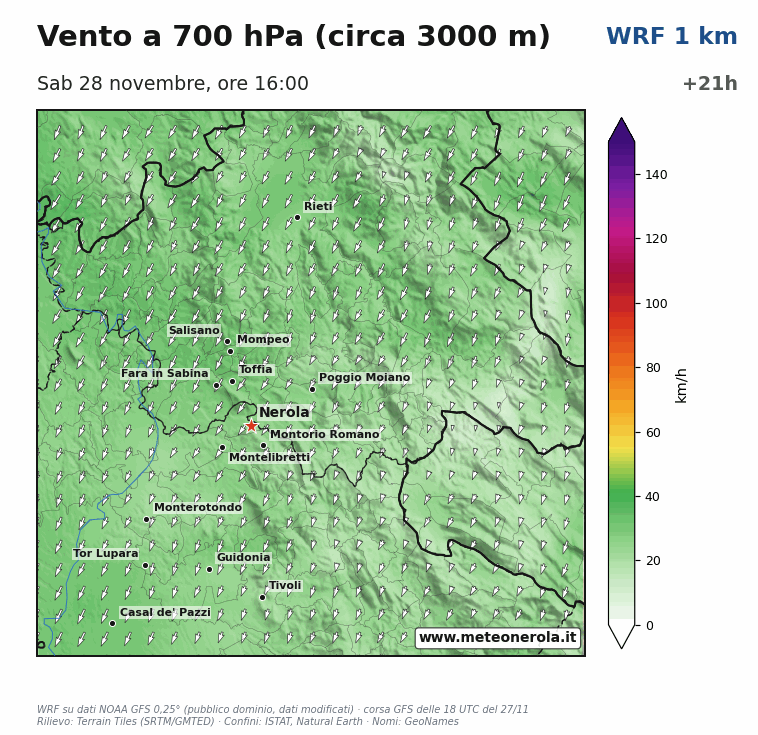 Vento a 700 hPa (circa 3000 m)
WRF 1 km
Sab 28 novembre, ore 16:00
+21h
Rieti
Salisano
Mompeo
Fara in Sabina
Toffia
Poggio Moiano
Nerola
Montorio Romano
Montelibretti
Monterotondo
Tor Lupara
Guidonia
Tivoli
Casal de' Pazzi
www.meteonerola.it
140
120
100
80
60
40
20
0
km/h
WRF su dati NOAA GFS 0,25° (pubblico dominio, dati modificati) · corsa GFS delle 18 UTC del 27/11
Rilievo: Terrain Tiles (SRTM/GMTED) · Confini: ISTAT, Natural Earth · Nomi: GeoNames